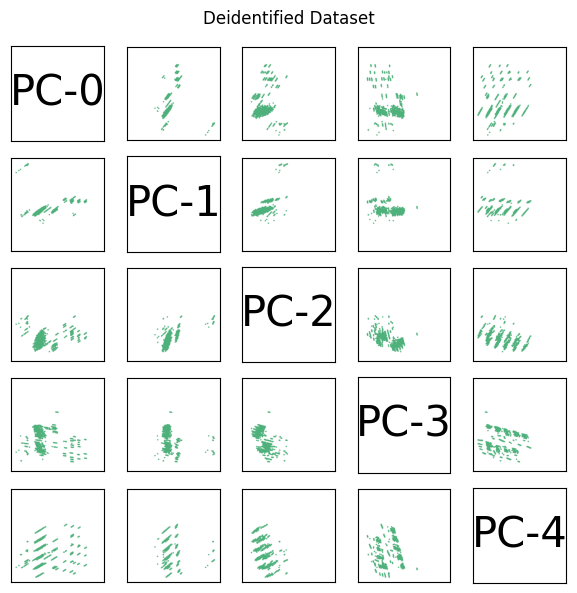 Deidentified Dataset
PC-0
PC-1
PC-2
PC-3
PC-4